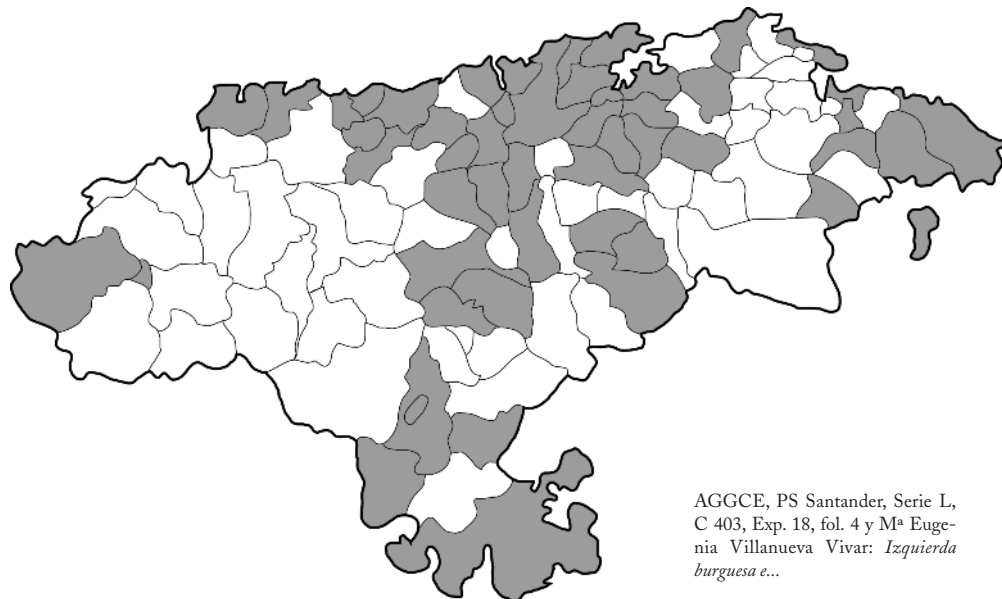 AGGCE, PS Santander, Serie L,
C 403, Exp. 18, fol. 4 y Mª Euge-
nia Villanueva Vivar: Izquierda
burguesa e...